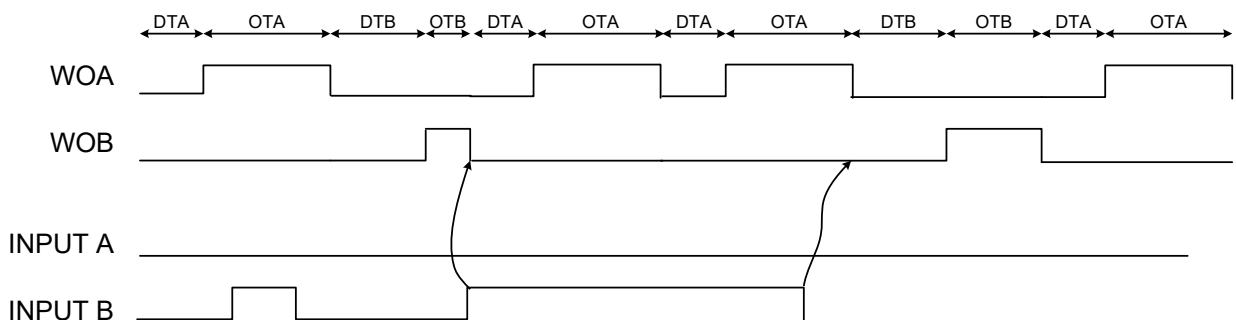 DTA OTA DTB OTB DTA OTA DTA OTA DTB OTB DTA OTA
WOA
WOB
INPUT A
INPUT B